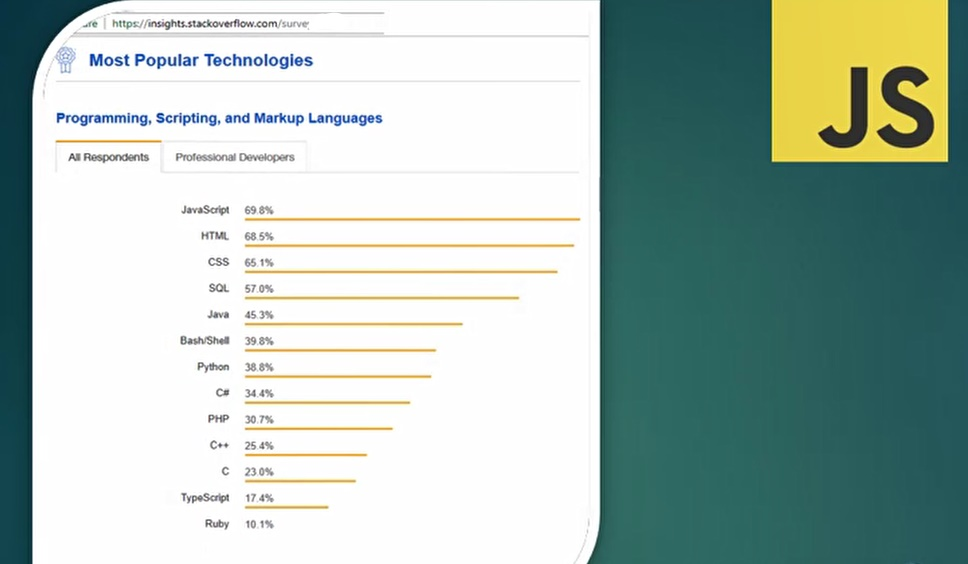 https://insights.stackoverflow.com/surve
Most Popular Technologies
Programming, Scripting, and Markup Languages
All Respondents Professional Developers
JavaScript 69.8%
HTML 68.5%
CSS 65.1%
SQL 57.0%
Java 45.3%
Bash/Shell 39.8%
Python 38.8%
C# 34.4%
PHP 30.7%
C++ 25.4%
C 23.0%
TypeScript 17.4%
Ruby 10.1%
JS